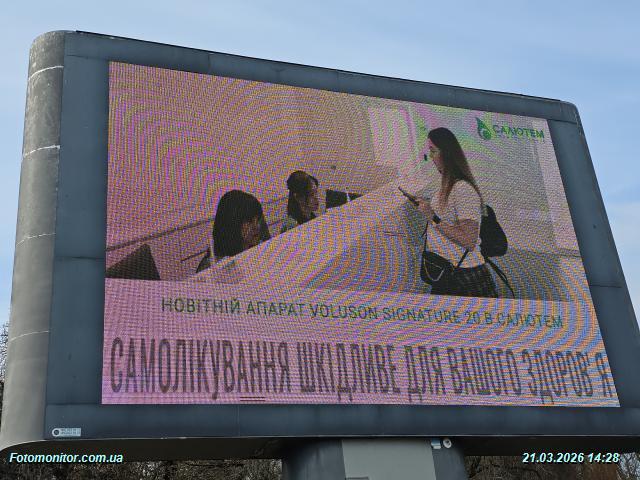 САЛЮТЕМ
НОВІТНІЙ АПАРАТ VOLUSON SIGNATURE 20 В САЛЮТЕМ
САМОЛІКУВАННЯ ШКІДЛИВЕ ДЛЯ ВАШОГО ЗДОРОВ'Я
Fotomonitor.com.ua
21.03.2026 14:28